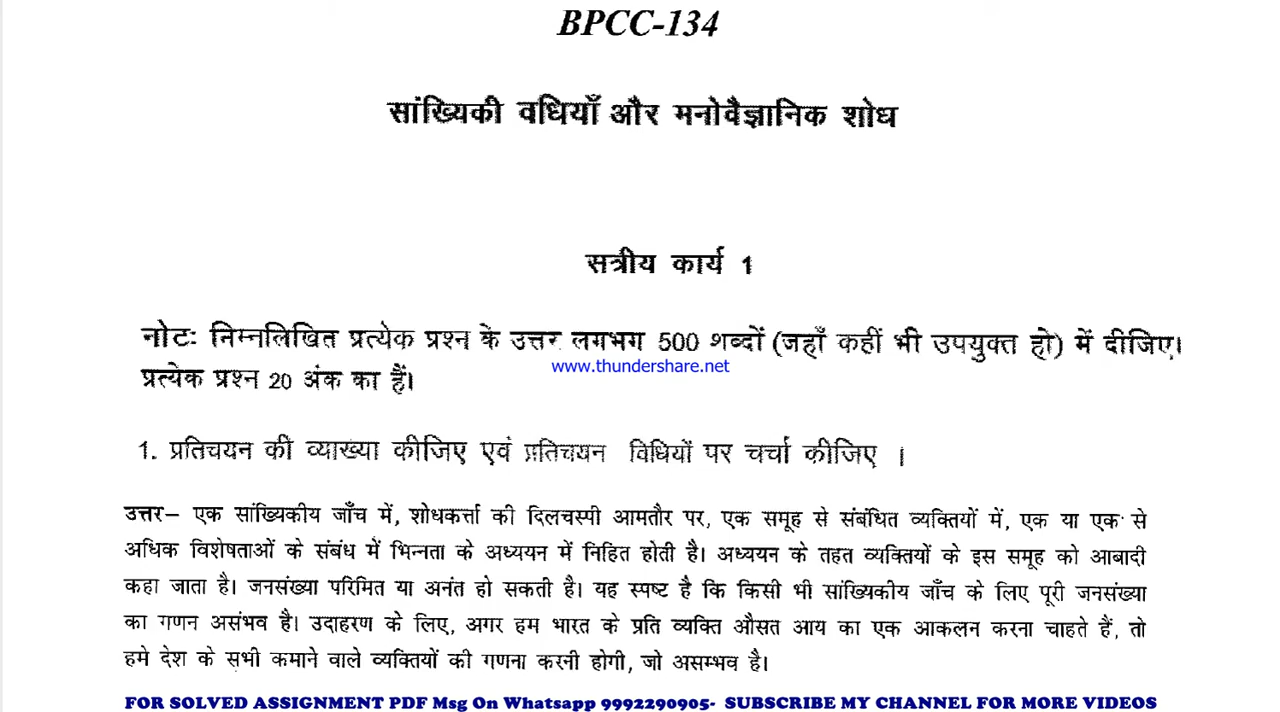 BPCC-134
सांख्यिकी वधियाँ और मनोवैज्ञानिक शोध
सत्रीय कार्य 1
नोटः निम्नलिखित प्रत्येक प्रश्न के उत्तर लगभग 500 शब्दों (जहाँ कहीं भी उपयुक्त हो) में दीजिए।
www.thundershare.net
प्रत्येक प्रश्न 20 अंक का हैं।
1. प्रतिचयन की व्याख्या कीजिए एवं प्रतिचयन विधियों पर चर्चा कीजिए ।
उत्तर– एक सांख्यिकीय जाँच में, शोधकर्त्ता की दिलचस्पी आमतौर पर, एक समूह से संबंधित व्यक्तियों में, एक या एक से
अधिक विशेषताओं के संबंध में भिन्नता के अध्ययन में निहित होती है। अध्ययन के तहत व्यक्तियों के इस समूह को आबादी
कहा जाता है। जनसंख्या परिमित या अनंत हो सकती है। यह स्पष्ट है कि किसी भी सांख्यिकीय जाँच के लिए पूरी जनसंख्या
का गणन असंभव है। उदाहरण के लिए, अगर हम भारत के प्रति व्यक्ति औसत आय का एक आकलन करना चाहते हैं, तो
हमे देश के सभी कमाने वाले व्यक्तियों की गणना करनी होगी, जो असम्भव है।
FOR SOLVED ASSIGNMENT PDF Msg On Whatsapp 9992290905- SUBSCRIBE MY CHANNEL FOR MORE VIDEOS